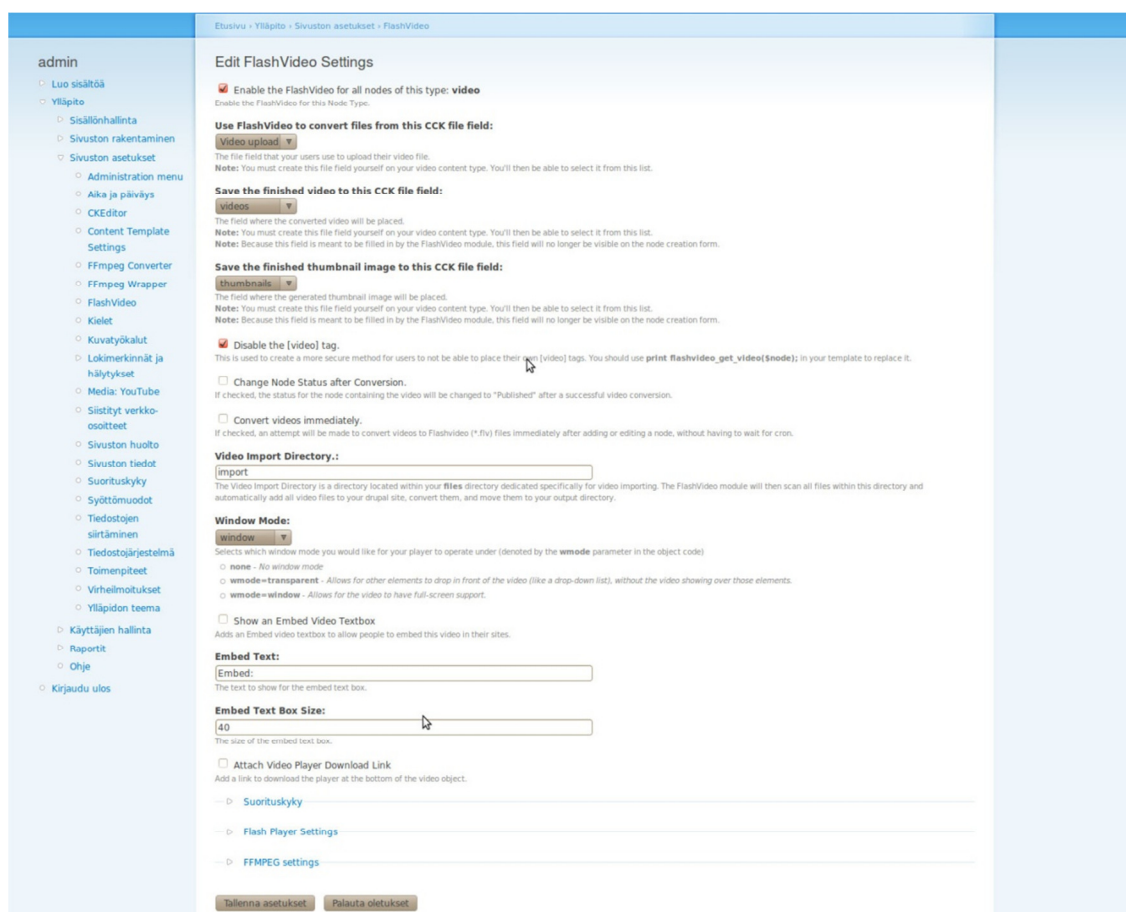 Etusivu › Ylläpito › Sivuston asetukset › FlashVideo
admin
Luo sisältöä
Ylläpito
Sisällönhallinta
Sivuston rakentaminen
Sivuston asetukset
Administration menu
Aika ja päiväys
CKEditor
Content Template
Settings
FFmpeg Converter
FFmpeg Wrapper
FlashVideo
Kielet
Kuvatyökalut
Lokimerkinnät ja
hälytykset
Media: YouTube
Siistityt verkko-
osoitteet
Sivuston huolto
Sivuston tiedot
Suorituskyky
Syöttömuodot
Tiedostojen
siirtäminen
Tiedostojärjestelmä
Toimenpiteet
Virheilmoitukset
Ylläpidon teema
Käyttäjien hallinta
Raportit
Ohje
Kirjaudu ulos
Edit FlashVideo Settings
Enable the FlashVideo for all nodes of this type: video
Enable the FlashVideo for this Node Type.
Use FlashVideo to convert files from this CCK file field:
Video upload
The file field that your users use to upload their video file.
Note: You must create this file field yourself on your video content type. You'll then be able to select it from this list.
Save the finished video to this CCK file field:
videos
The field where the converted video will be placed.
Note: You must create this file field yourself on your video content type. You'll then be able to select it from this list.
Note: Because this field is meant to be filled in by the FlashVideo module, this field will no longer be visible on the node creation form.
Save the finished thumbnail image to this CCK file field:
thumbnails
The field where the generated thumbnail image will be placed.
Note: You must create this file field yourself on your video content type. You'll then be able to select it from this list.
Note: Because this field is meant to be filled in by the FlashVideo module, this field will no longer be visible on the node creation form.
Disable the [video] tag.
This is used to create a more secure method for users to not be able to place their own [video] tags. You should use print flashvideo_get_video($node); in your template to replace it.
Change Node Status after Conversion.
If checked, the status for the node containing the video will be changed to "Published" after a successful video conversion.
Convert videos immediately.
If checked, an attempt will be made to convert videos to Flashvideo (*.flv) files immediately after adding or editing a node, without having to wait for cron.
Video Import Directory.:
import
The Video Import Directory is a directory located within your files directory dedicated specifically for video importing. The FlashVideo module will then scan all files within this directory and
automatically add all video files to your drupal site, convert them, and move them to your output directory.
Window Mode:
window
Selects which window mode you would like for your player to operate under (denoted by the wmode parameter in the object code)
none - No window mode
wmode=transparent - Allows for other elements to drop in front of the video (like a drop-down list), without the video showing over those elements.
wmode=window - Allows for the video to have full-screen support.
Show an Embed Video Textbox
Adds an Embed video textbox to allow people to embed this video in their sites.
Embed Text:
Embed:
The text to show for the embed text box.
Embed Text Box Size:
40
The size of the embed text box.
Attach Video Player Download Link
Add a link to download the player at the bottom of the video object.
Suorituskyky
Flash Player Settings
FFMPEG settings
Tallenna asetukset Palauta oletukset